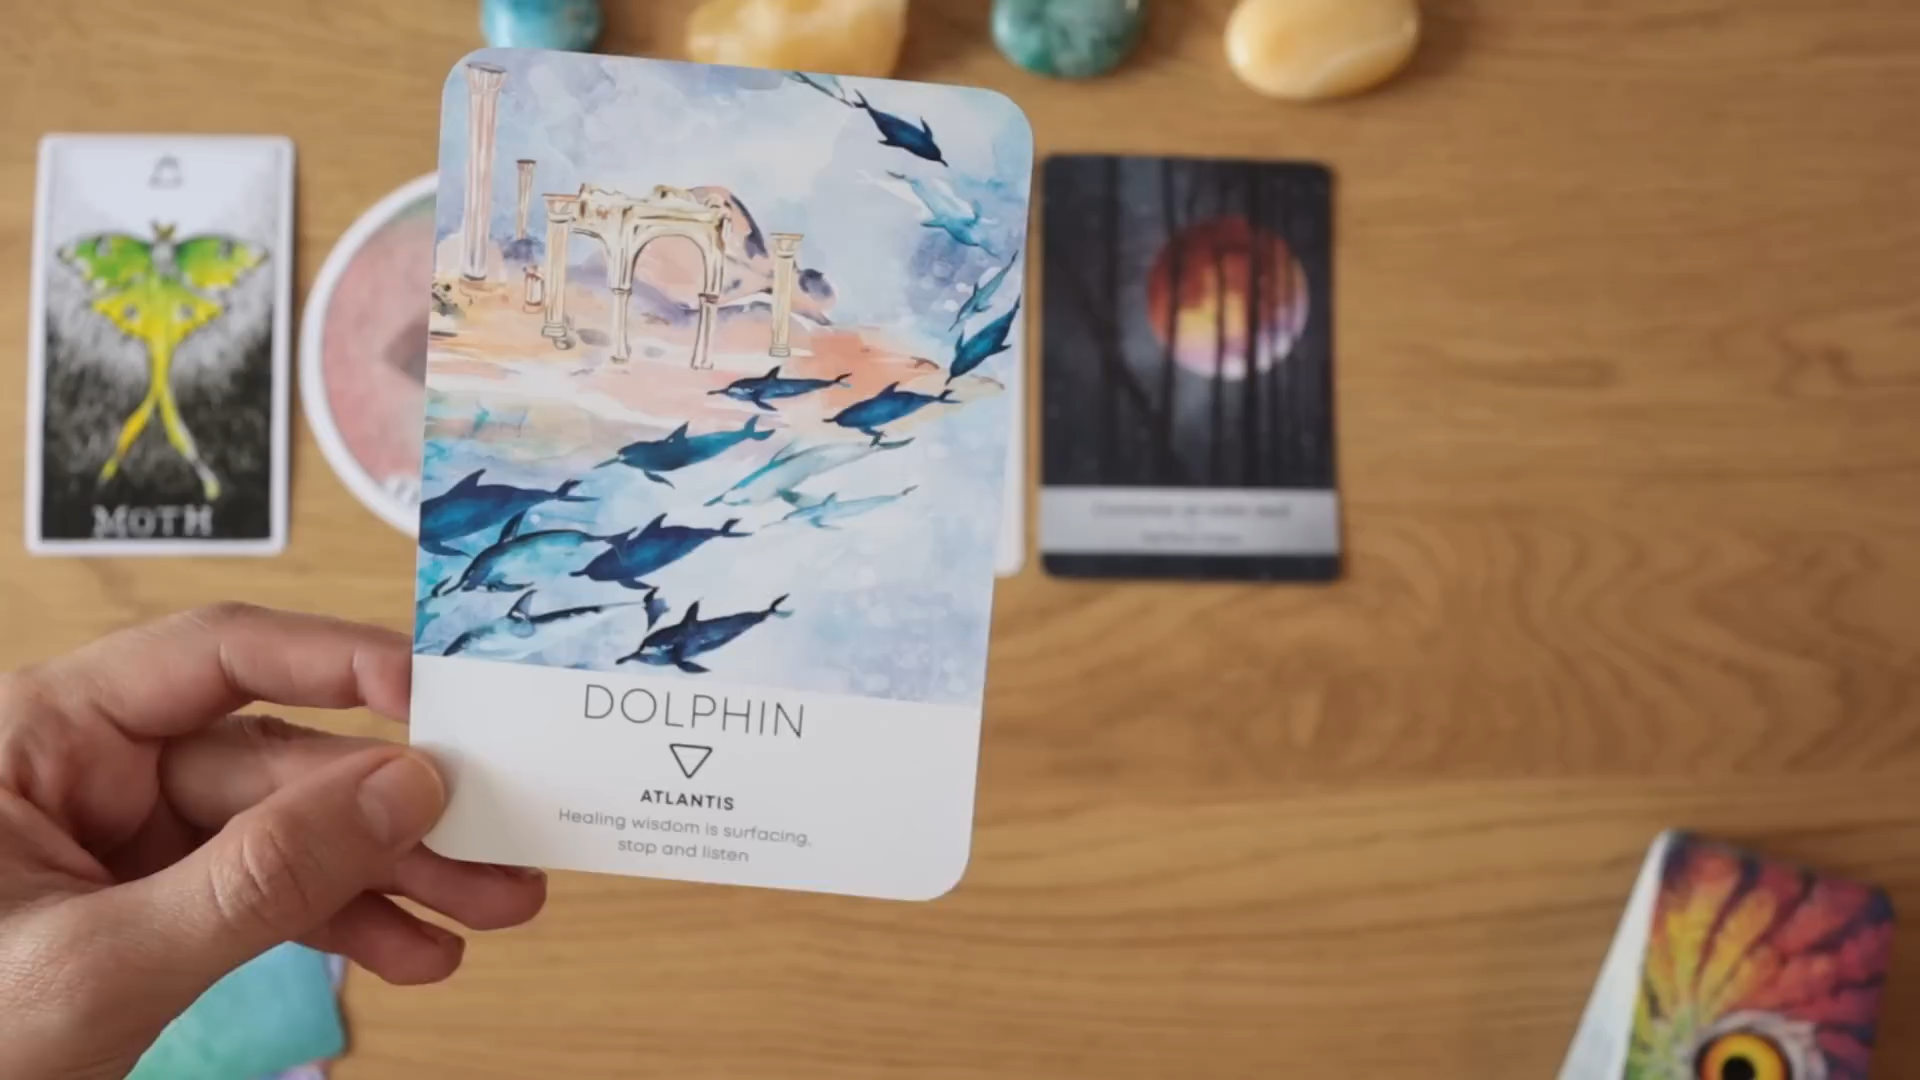 MOTH
DOLPHIN
ATLANTIS
Healing wisdom is surfacing,
stop and listen